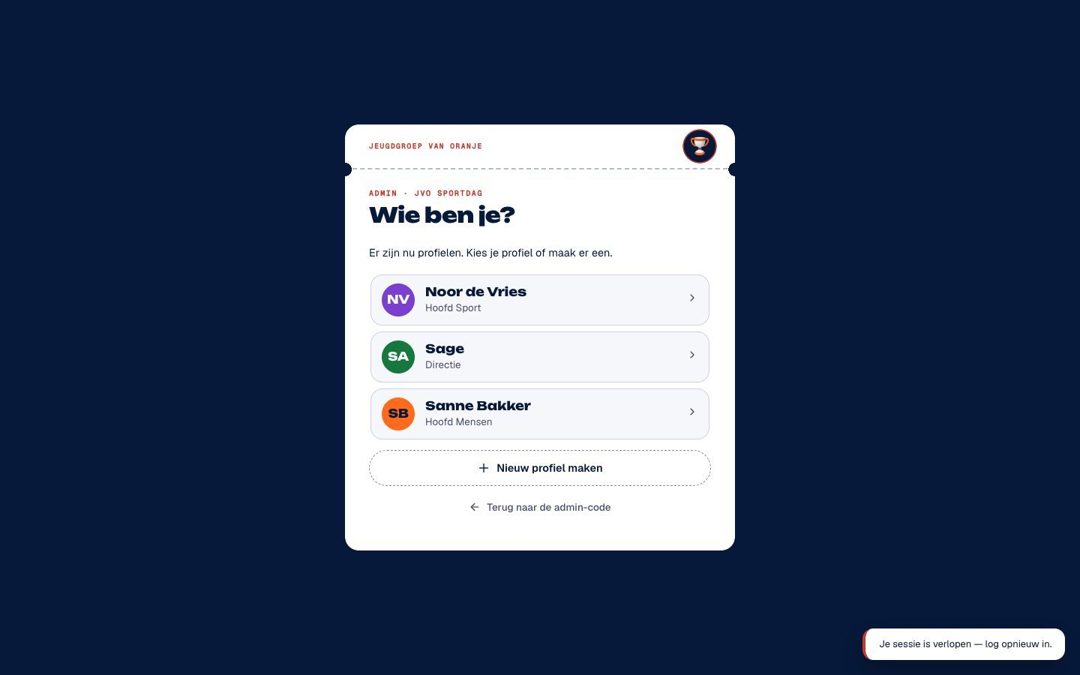 JEUGDGROEP VAN ORANJE
ADMIN · JVO SPORTDAG
Wie ben je?
Er zijn nu profielen. Kies je profiel of maak er een.
NV
Noor de Vries
Hoofd Sport
SA
Sage
Directie
SB
Sanne Bakker
Hoofd Mensen
Nieuw profiel maken
Terug naar de admin-code
Je sessie is verlopen — log opnieuw in.